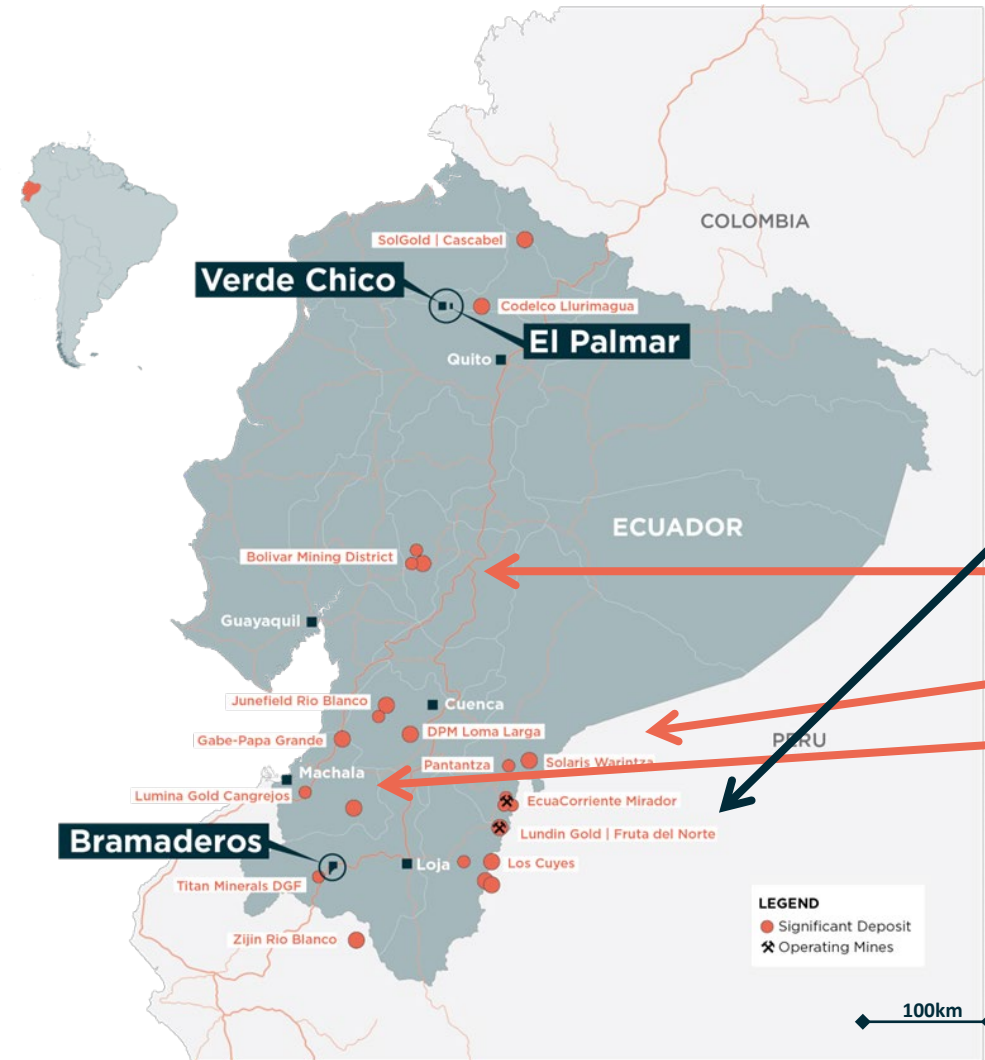 COLOMBIA
SolGold | Cascabel
Verde Chico
Codelco Llurimagua
El Palmar
Quito
ECUADOR
Bolivar Mining District
Guayaquil
Junefield Rio Blanco
Cuenca
DPM Loma Larga
Gabe-Papa Grande
PERU
Pantantza
Solaris Warintza
Machala
Lumina Gold Cangrejos
EcuaCorriente Mirador
Lundin Gold | Fruta del Norte
Bramaderos
Loja
Los Cuyes
Titan Minerals DGF
LEGEND
Significant Deposit
Operating Mines
Zijin Rio Blanco
100km